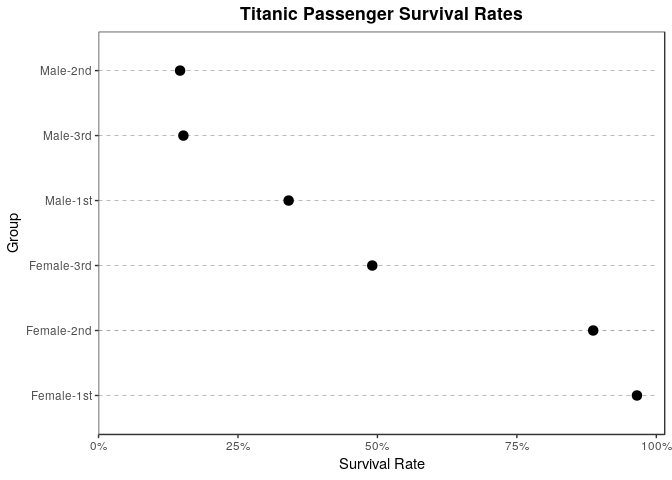 Titanic Passenger Survival Rates
Male-2nd
Male-3rd
Male-1st
Female-3rd
Female-2nd
Female-1st
Group
0% 25% 50% 75% 100%
Survival Rate